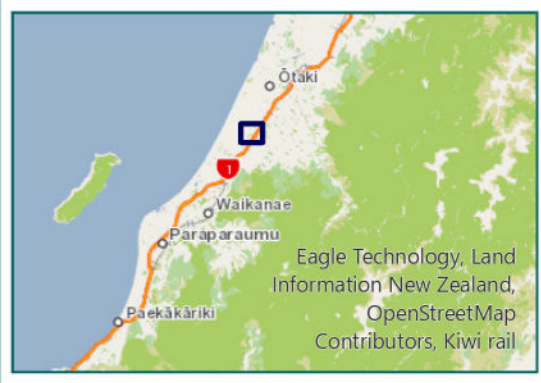 Ōtaki
1
Waikanae
Paraparaumu
Paekākāriki
Eagle Technology, Land
Information New Zealand,
OpenStreetMap
Contributors, Kiwi rail